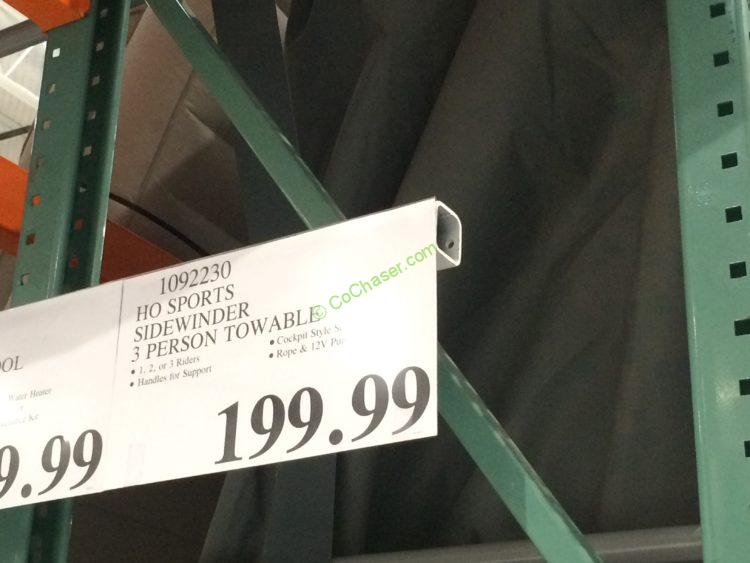 1092230
HO SPORTS
SIDEWINDER
3 PERSON TOWABLE
• 1, 2, or 3 Riders
• Handles for Support
• Cockpit Style
• Rope & 12V
199.99
© CoChaser.com
OOL
Water Heater
9.99